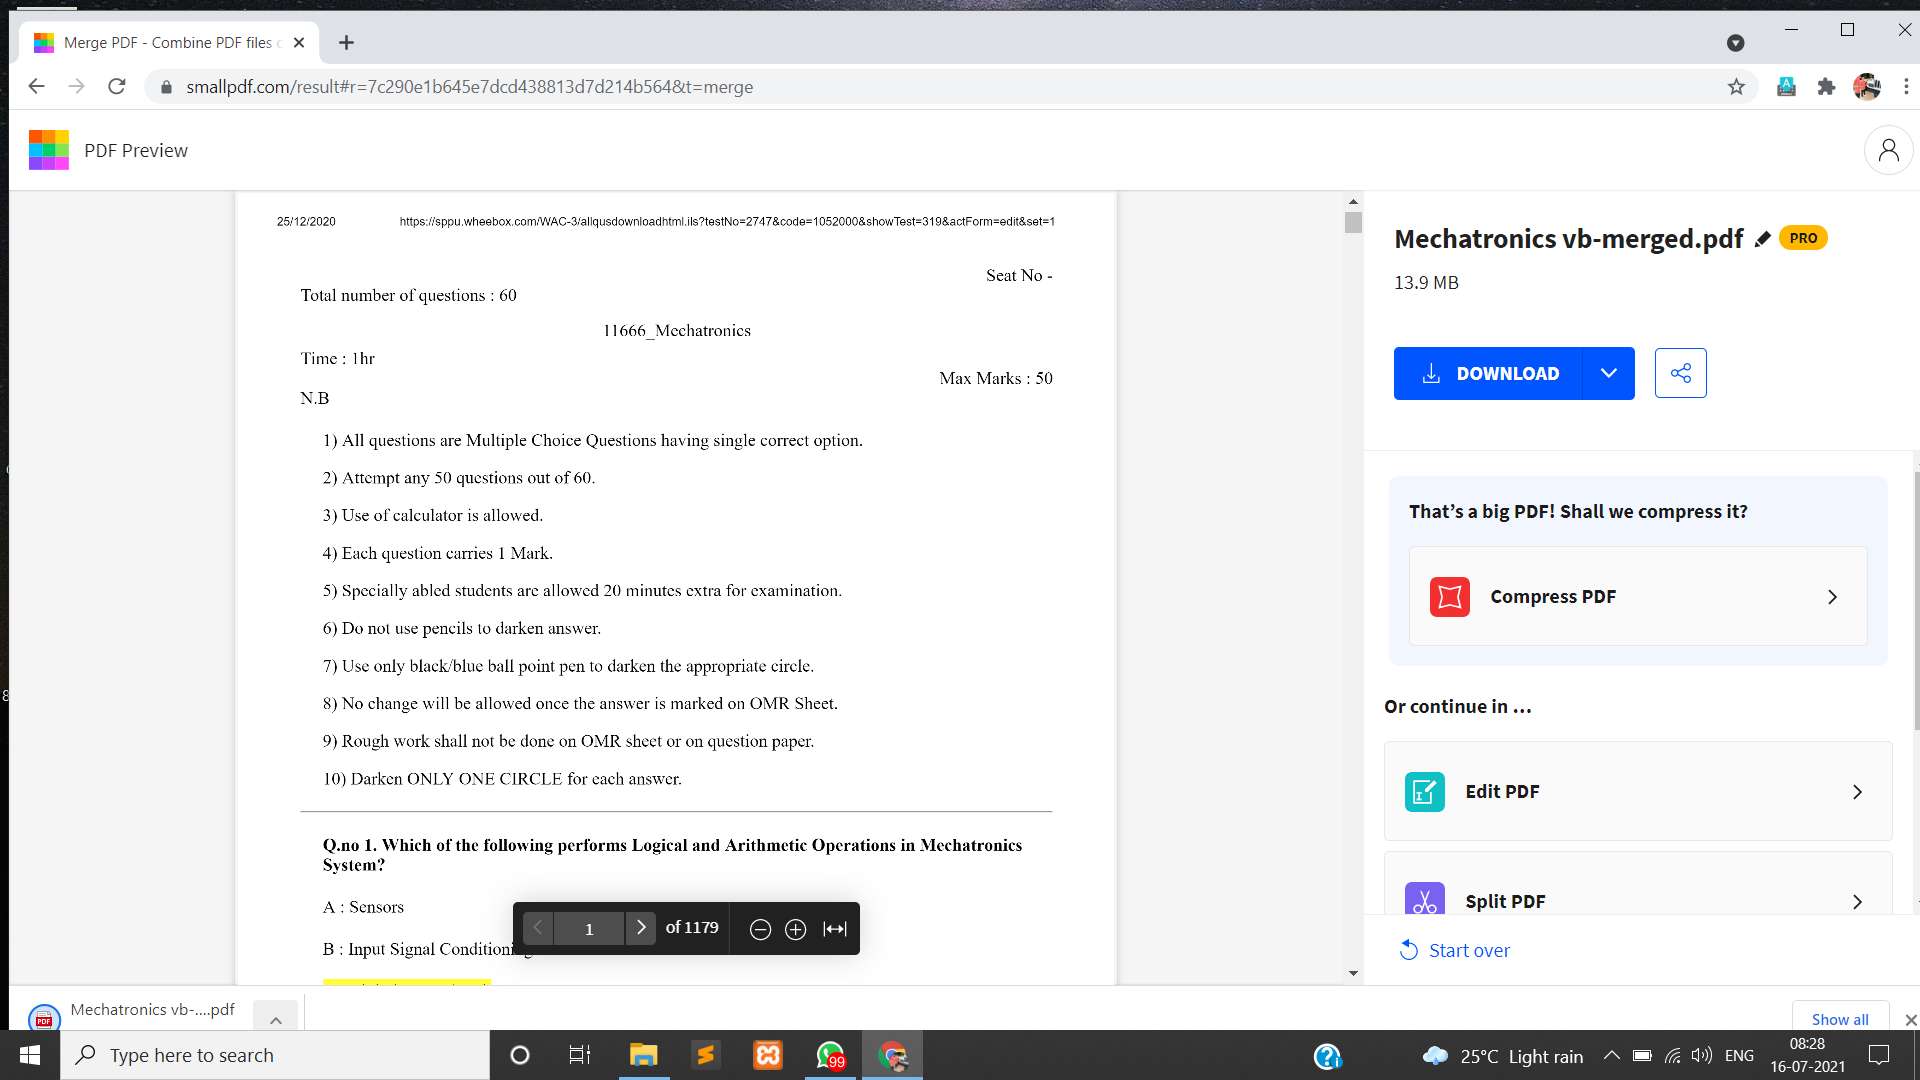 Merge PDF - Combine PDF files
smallpdf.com/result#r=7c290e1b645e7dcd438813d7d214b564&t=merge
PDF Preview
25/12/2020 https://sppu.wheebox.com/WAC-3/allqusdownloadhtml.ils?testNo=2747&code=1052000&showTest=319&actForm=edit&set=1
Seat No -
Total number of questions : 60
11666_Mechatronics
Time : 1hr
Max Marks : 50
N.B
1) All questions are Multiple Choice Questions having single correct option.
2) Attempt any 50 questions out of 60.
3) Use of calculator is allowed.
4) Each question carries 1 Mark.
5) Specially abled students are allowed 20 minutes extra for examination.
6) Do not use pencils to darken answer.
7) Use only black/blue ball point pen to darken the appropriate circle.
8) No change will be allowed once the answer is marked on OMR Sheet.
9) Rough work shall not be done on OMR sheet or on question paper.
10) Darken ONLY ONE CIRCLE for each answer.
Q.no 1. Which of the following performs Logical and Arithmetic Operations in Mechatronics
System?
A : Sensors
B : Input Signal
1 of 1179
Mechatronics vb-merged.pdf PRO
13.9 MB
DOWNLOAD
That's a big PDF! Shall we compress it?
Compress PDF
Or continue in ...
Edit PDF
Split PDF
Start over
Mechatronics vb-....pdf
PDF
Show all
Type here to search
99
25°C Light rain
ENG
08:28
16-07-2021